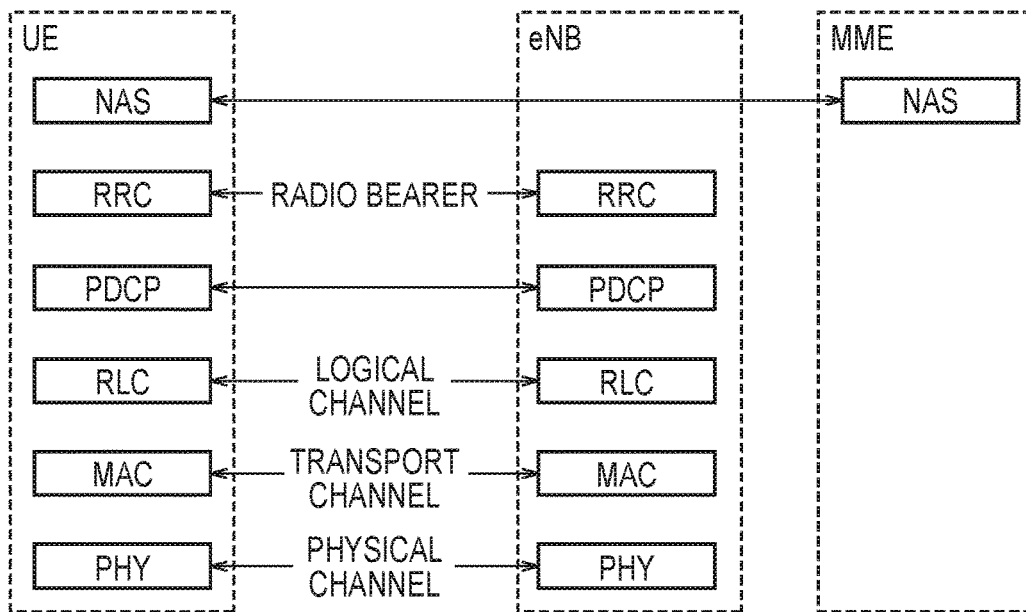 UE
eNB
MME
NAS
NAS
RRC
RADIO BEARER
RRC
PDCP
PDCP
RLC
LOGICAL
CHANNEL
RLC
MAC
TRANSPORT
CHANNEL
MAC
PHY
PHYSICAL
CHANNEL
PHY